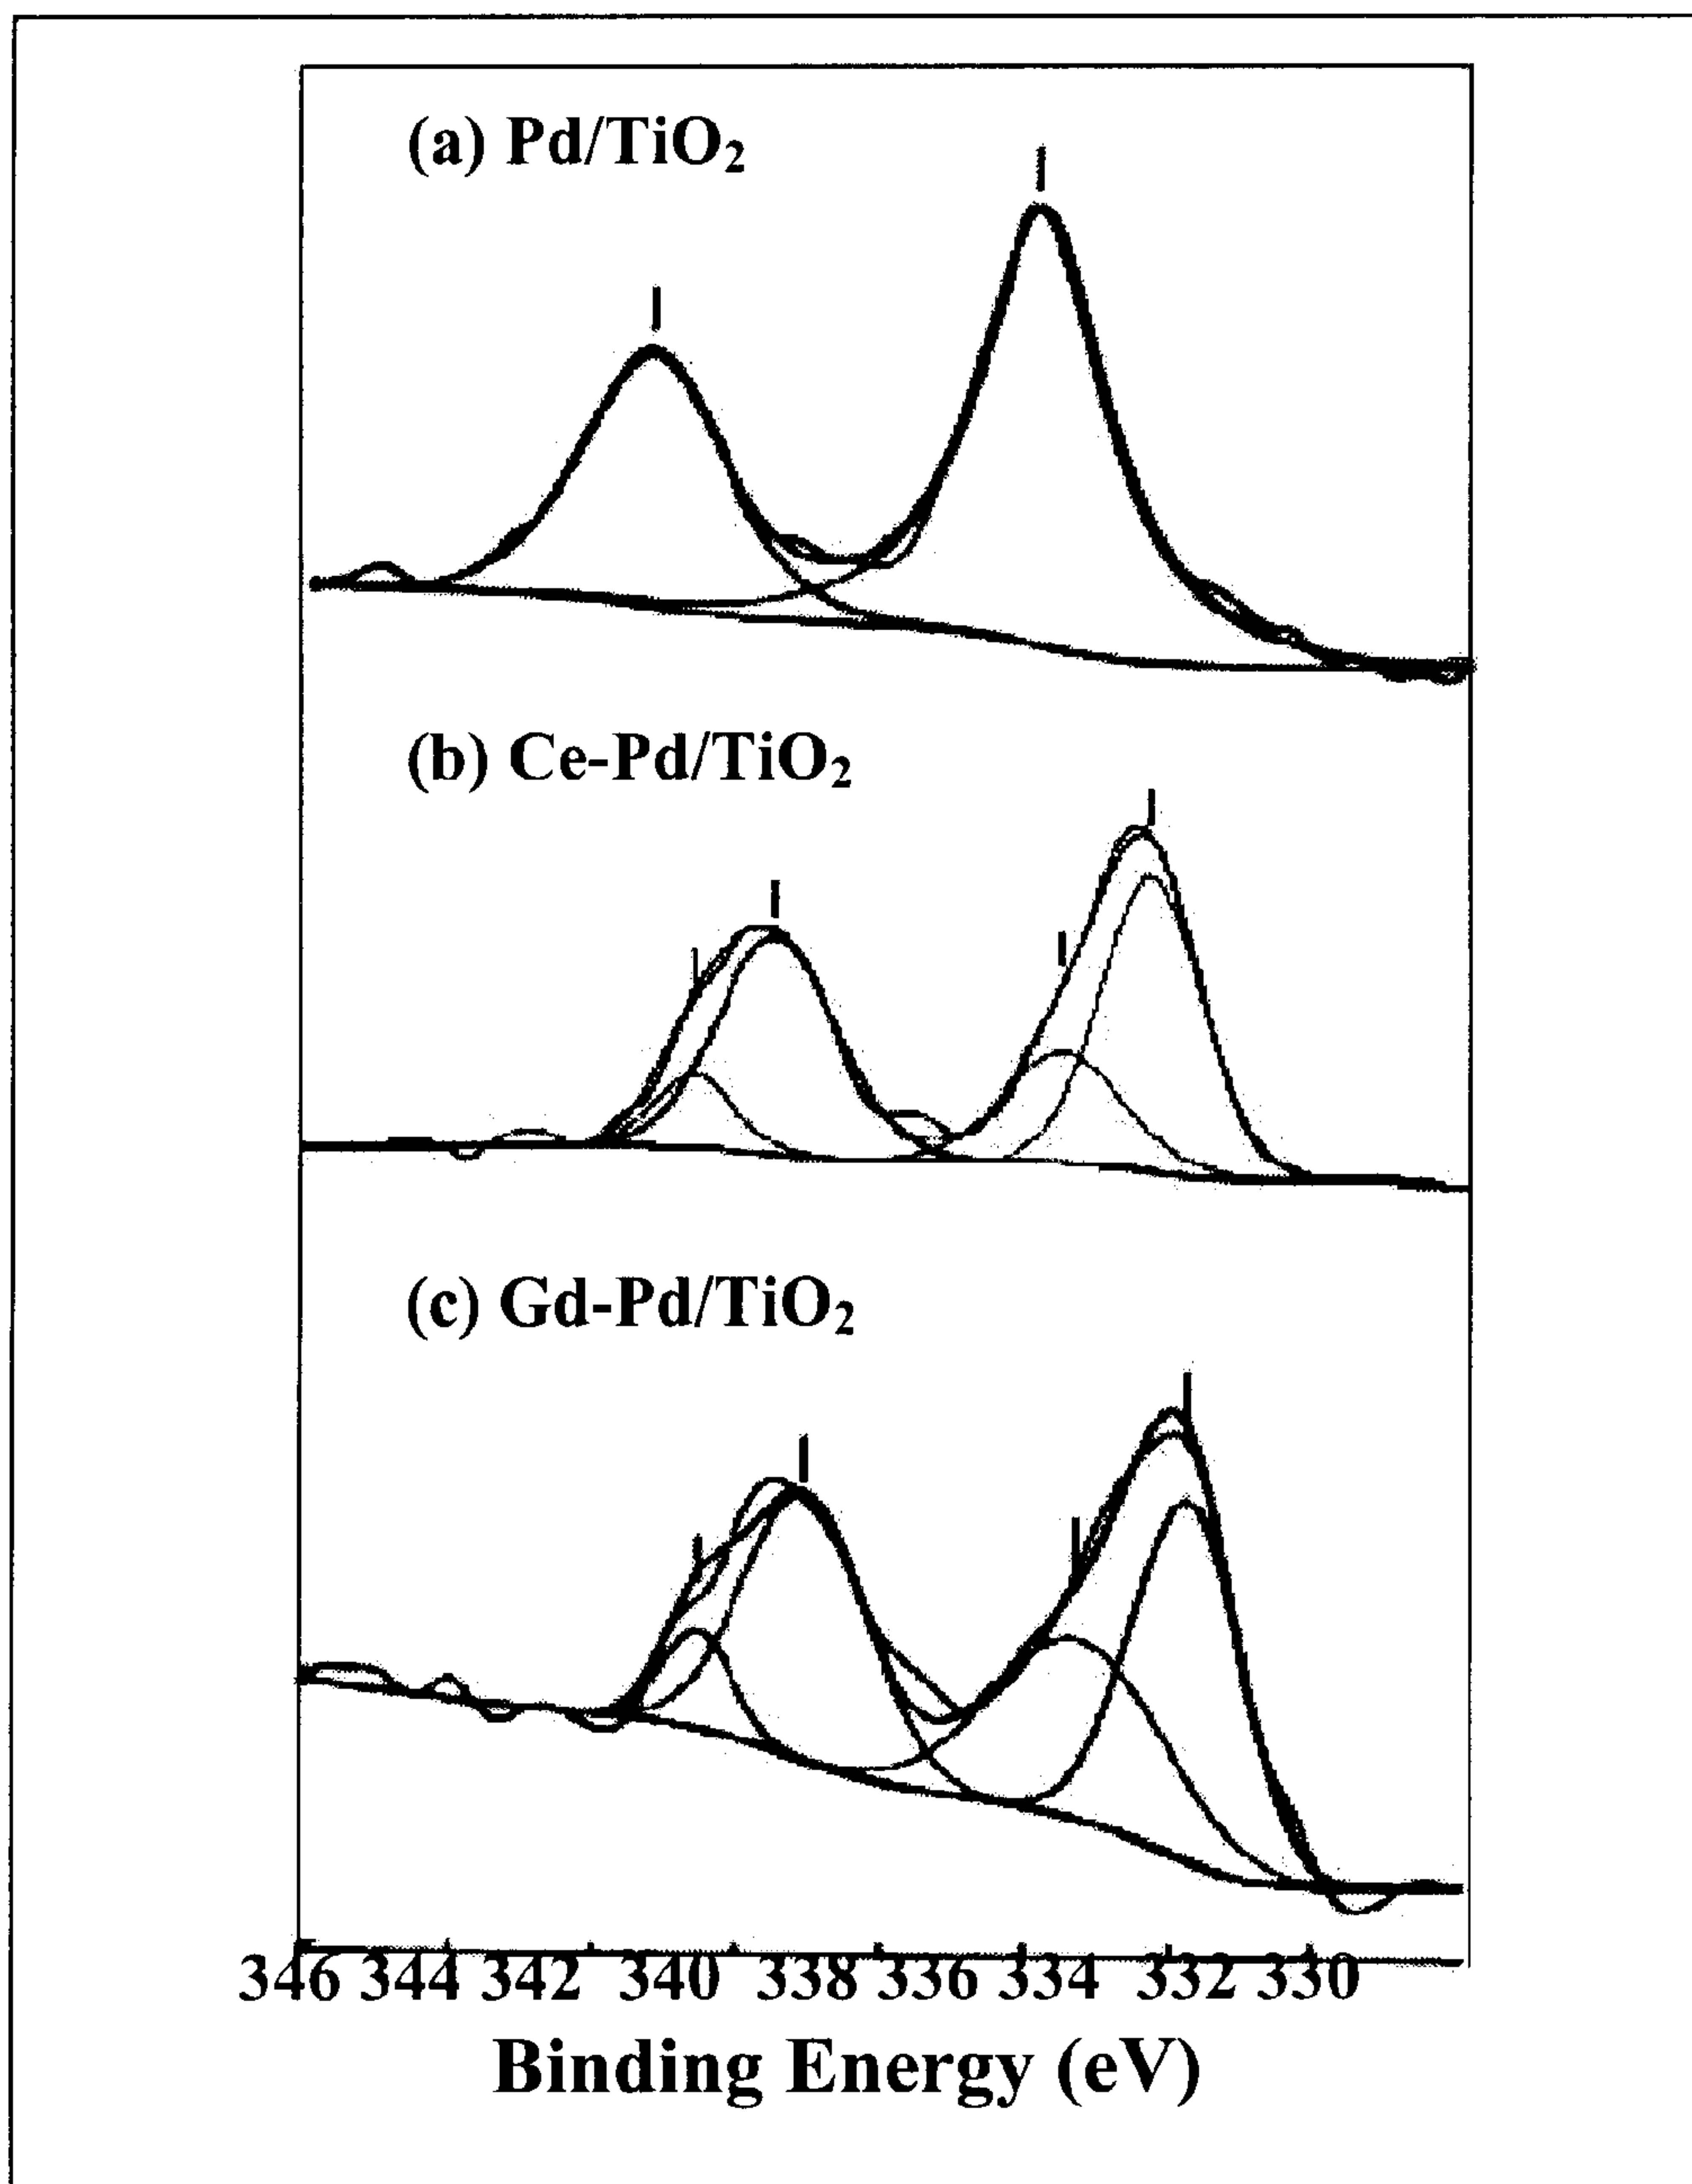 (a) Pd/TiO₂
(b) Ce-Pd/TiO₂
(c) Gd-Pd/TiO₂
346 344 342 340 338 336 334 332 330
Binding Energy (eV)